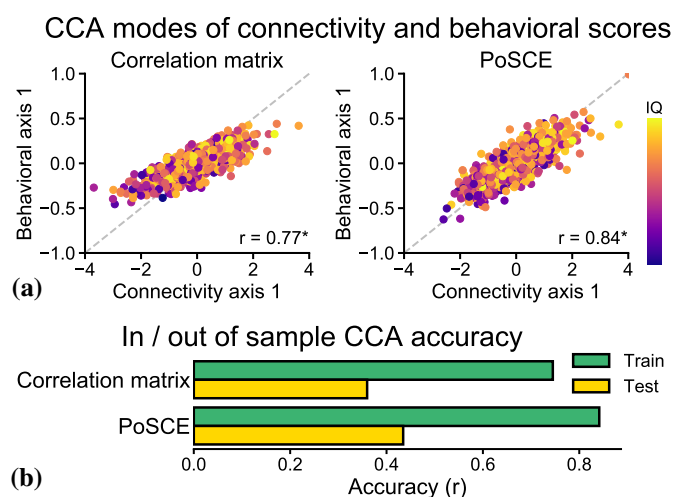 CCA modes of connectivity and behavioral scores
Correlation matrix
PoSCE
1.0
0.5
0.0
−0.5
−1.0
Behavioral axis 1
−4
−2
0
2
4
Connectivity axis 1
r = 0.77*
1.0
0.5
0.0
−0.5
−1.0
Behavioral axis 1
−4
−2
0
2
4
Connectivity axis 1
r = 0.84*
IQ
(a)
In / out of sample CCA accuracy
Correlation matrix
PoSCE
Train
Test
0.0
0.2
0.4
0.6
0.8
Accuracy (r)
(b)